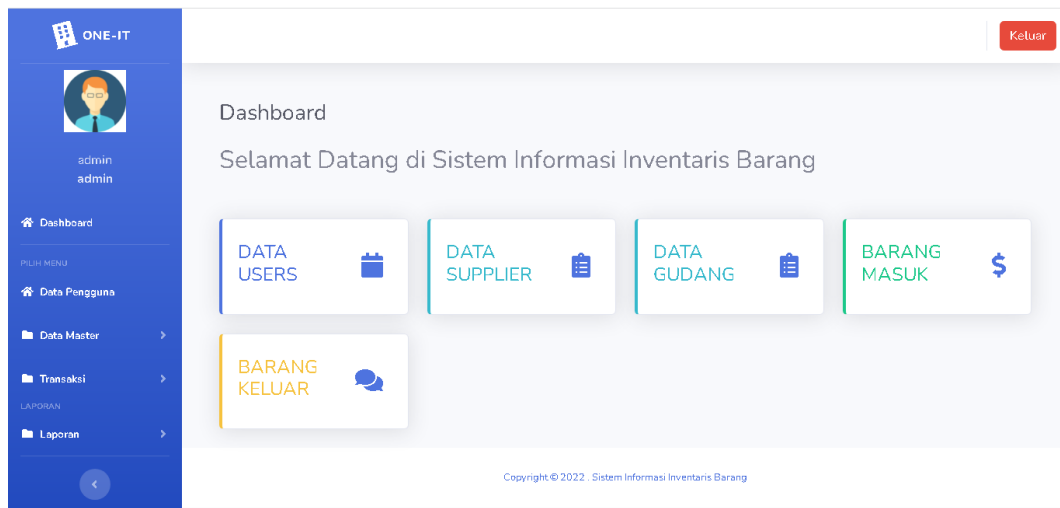 ONE-IT
Keluar
admin
admin
Dashboard
PILIH MENU
Data Pengguna
Data Master
Transaksi
LAPORAN
Laporan
Dashboard
Selamat Datang di Sistem Informasi Inventaris Barang
DATA
USERS
DATA
SUPPLIER
DATA
GUDANG
BARANG
MASUK
BARANG
KELUAR
Copyright © 2022 . Sistem Informasi Inventaris Barang